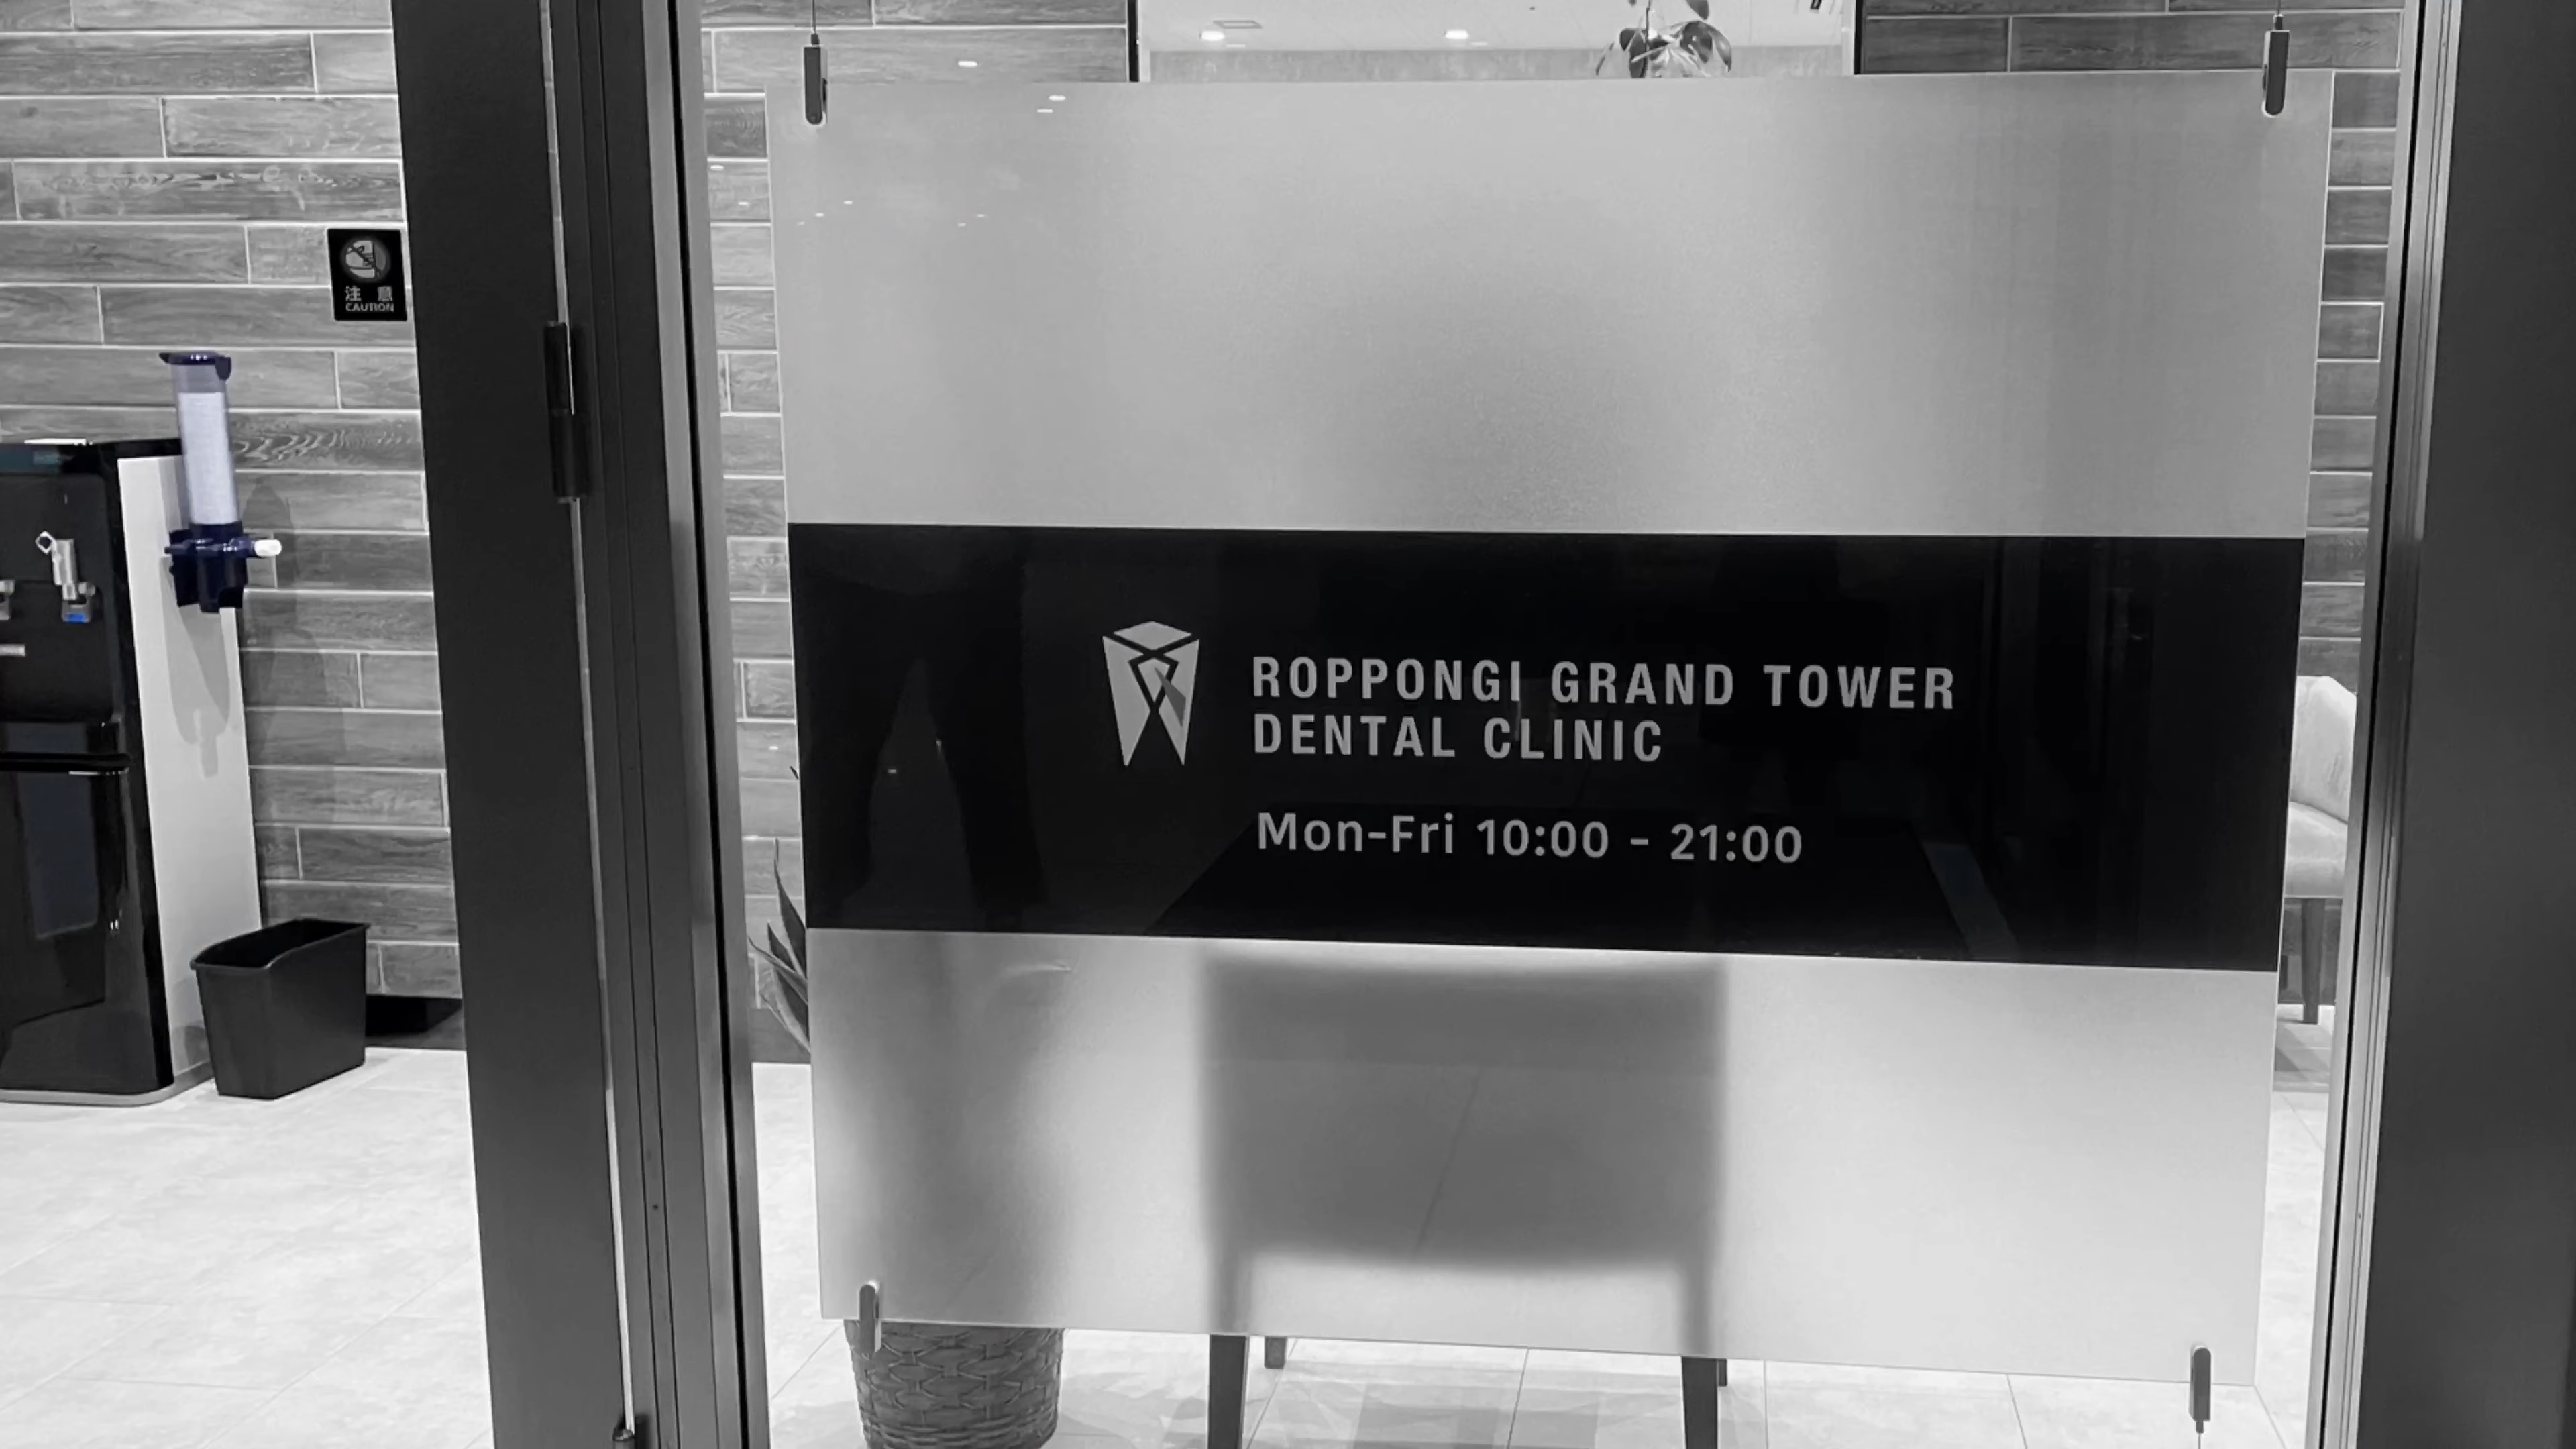 注 意
CAUTION
ROPPONGI GRAND TOWER
DENTAL CLINIC
Mon-Fri 10:00 - 21:00